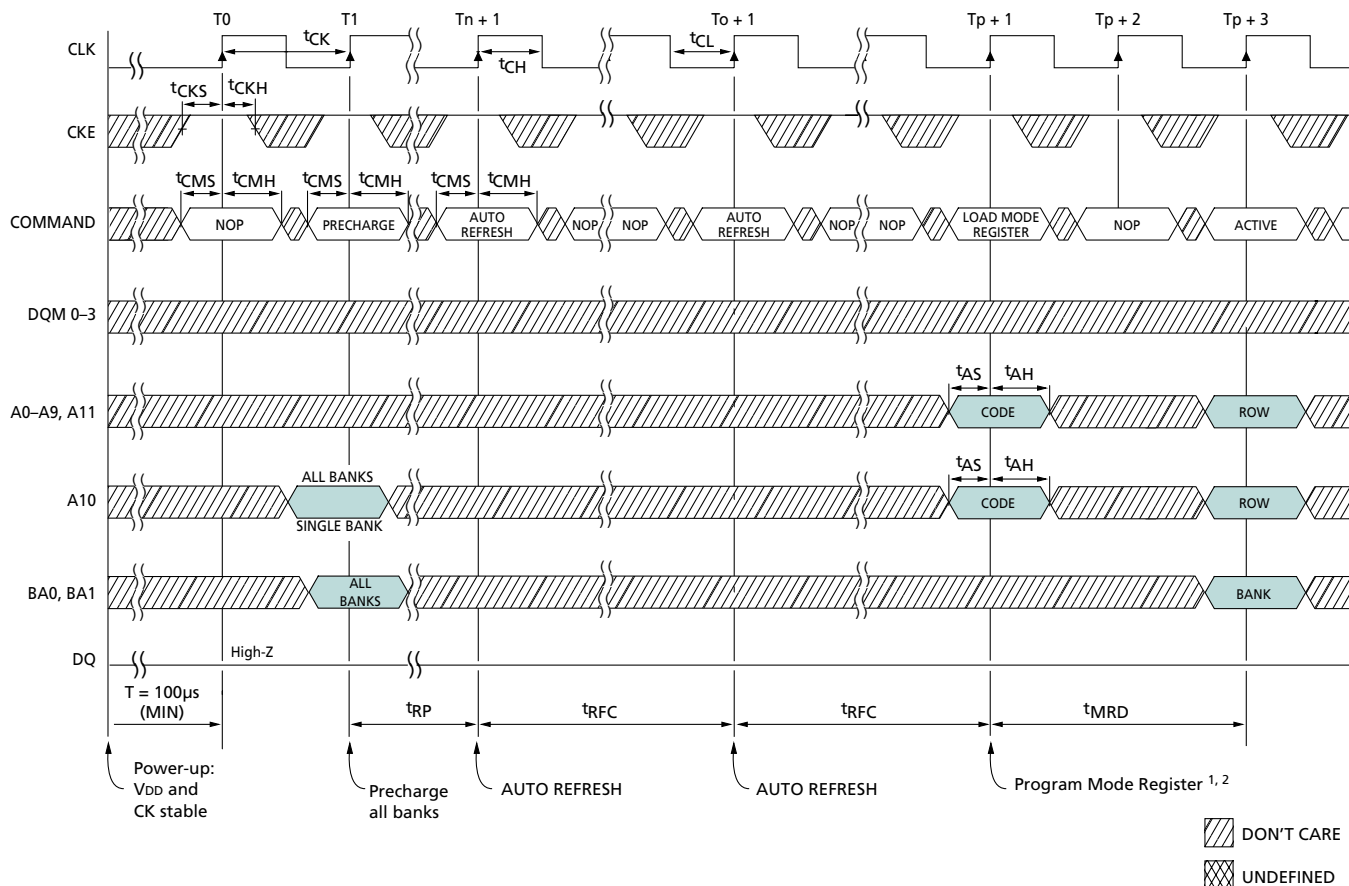 T0 T1 Tn + 1 To + 1 Tp + 1 Tp + 2 Tp + 3
CLK
tCK
tCH
tCL
tCKS tCKH
CKE
tCMS tCMH tCMS tCMH tCMS tCMH
COMMAND
NOP
PRECHARGE
AUTO
REFRESH
NOP
NOP
AUTO
REFRESH
NOP
NOP
LOAD MODE
REGISTER
NOP
ACTIVE
DQM 0–3
tAS tAH
A0–A9, A11
CODE
ROW
tAS tAH
ALL BANKS
A10
SINGLE BANK
CODE
ROW
BA0, BA1
ALL
BANKS
BANK
DQ
High-Z
T = 100µs
(MIN)
tRP
tRFC
tRFC
tMRD
Power-up:
VDD and
CK stable
Precharge
all banks
AUTO REFRESH
AUTO REFRESH
Program Mode Register 1, 2
DON'T CARE
UNDEFINED